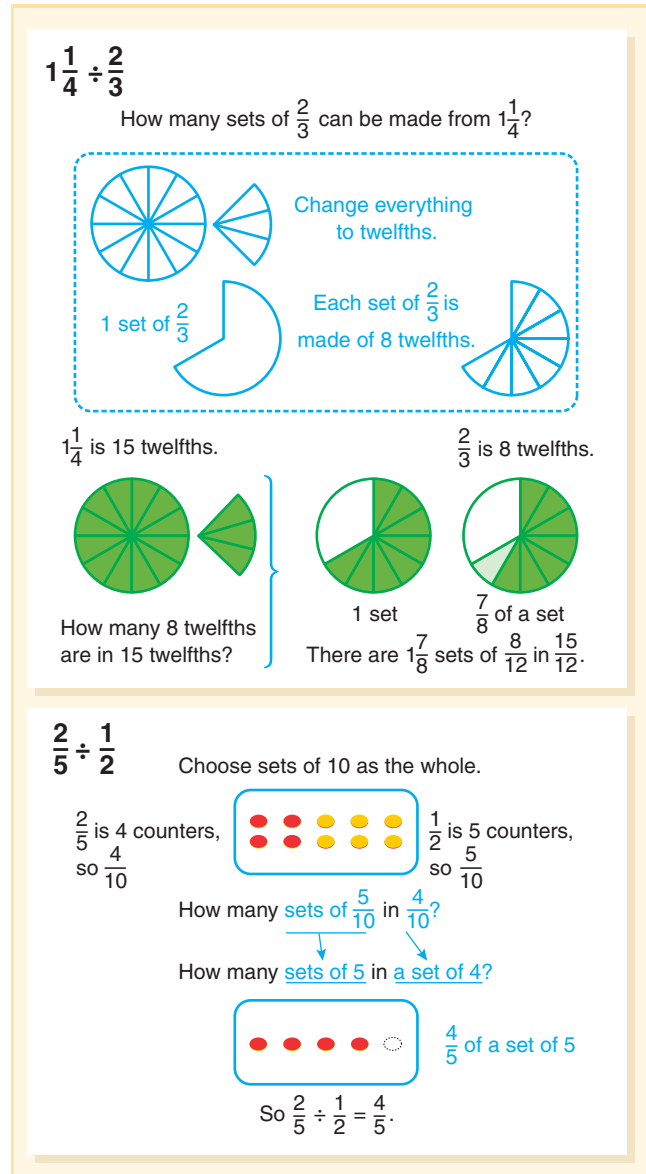 1 1/4 ÷ 2/3
How many sets of 2/3 can be made from 1 1/4?
Change everything
to twelfths.
1 set of 2/3
Each set of 2/3 is
made of 8 twelfths.
1 1/4 is 15 twelfths.
2/3 is 8 twelfths.
How many 8 twelfths
are in 15 twelfths?
1 set
7/8 of a set
There are 1 7/8 sets of 8/12 in 15/12.
2/5 ÷ 1/2
Choose sets of 10 as the whole.
2/5 is 4 counters,
so 4/10
1/2 is 5 counters,
so 5/10
How many sets of 5/10 in 4/10?
How many sets of 5 in a set of 4?
4/5 of a set of 5
So 2/5 ÷ 1/2 = 4/5.